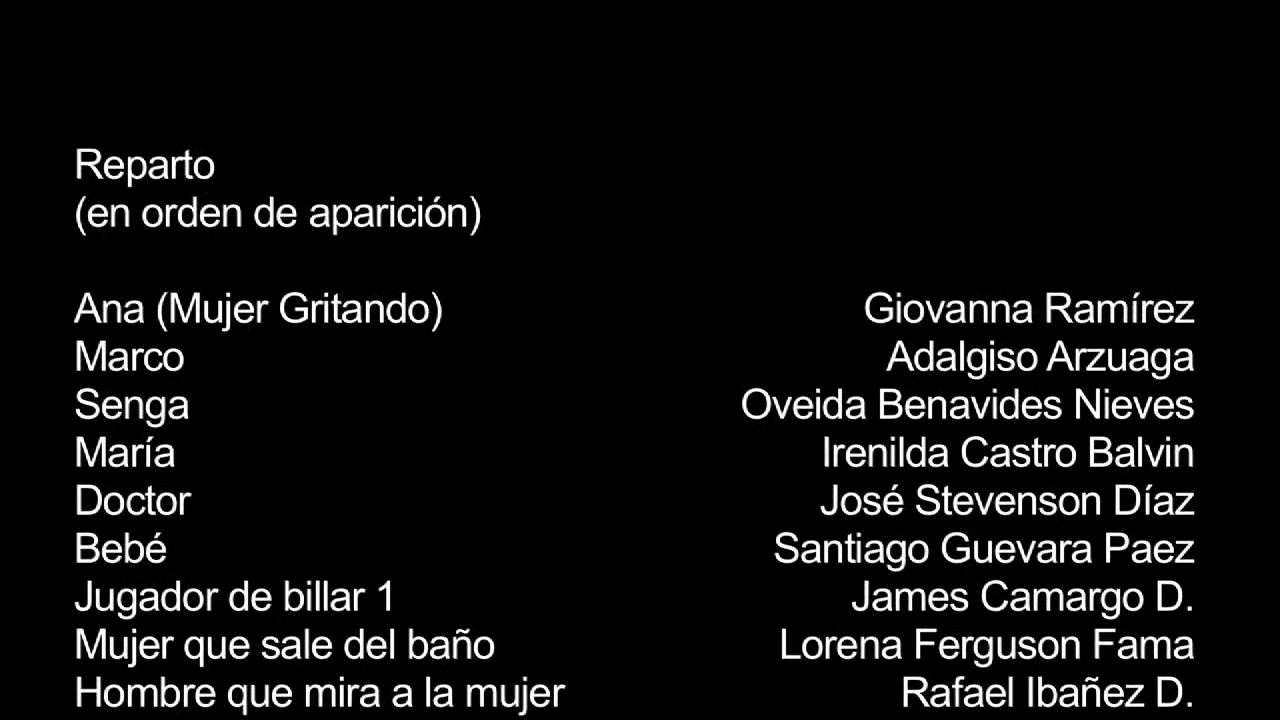 Reparto
(en orden de aparición)
Ana (Mujer Gritando) Giovanna Ramírez
Marco Adalgiso Arzuaga
Senga Oveida Benavides Nieves
María Irenilda Castro Balvin
Doctor José Stevenson Díaz
Bebé Santiago Guevara Paez
Jugador de billar 1 James Camargo D.
Mujer que sale del baño Lorena Ferguson Fama
Hombre que mira a la mujer Rafael Ibañez D.